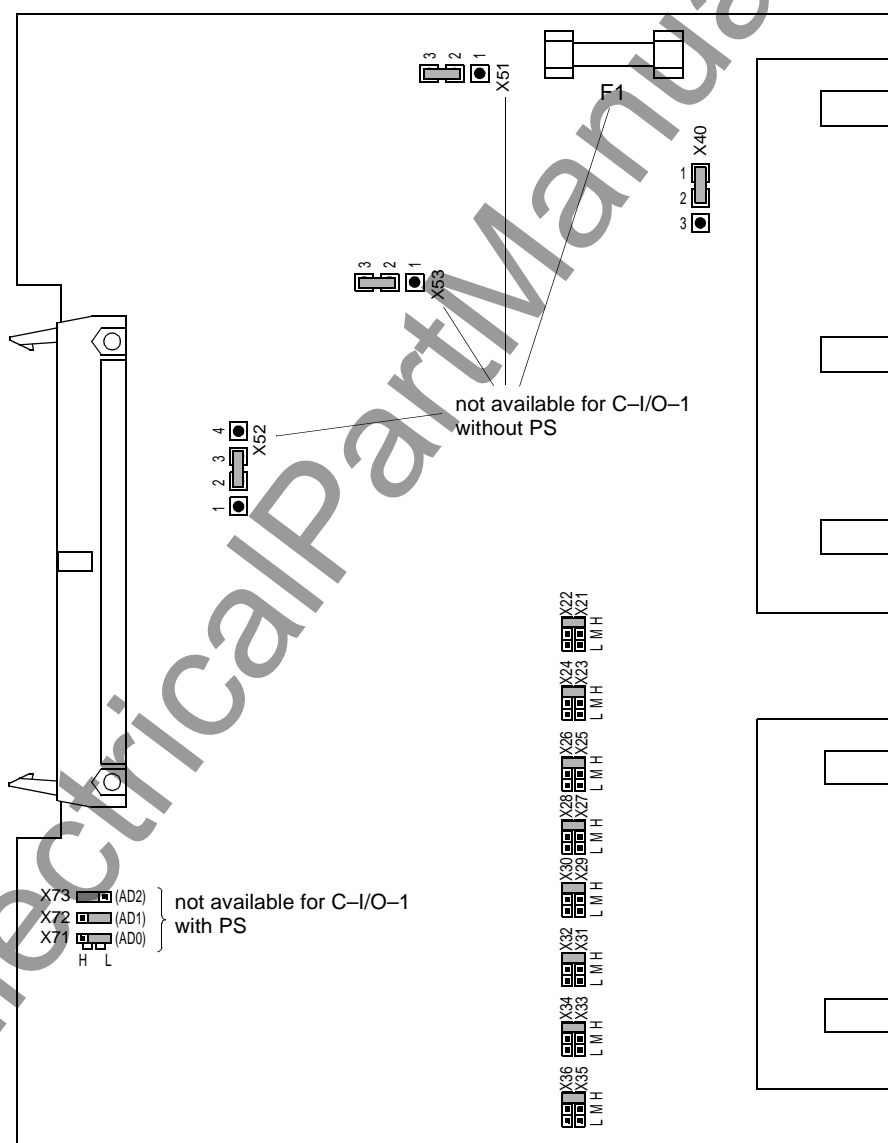 3 2 1
X51
F1
X40
1
2
3
3 2 1
X53
not available for C–I/O–1
without PS
4
3
2
1
X52
X22 X21
L M H
X24 X23
L M H
X26 X25
L M H
X28 X27
L M H
X30 X29
L M H
X32 X31
L M H
X34 X33
L M H
X36 X35
L M H
X73 (AD2)
X72 (AD1)
X71 (AD0)
H L
not available for C–I/O–1
with PS
ectricalPartManua